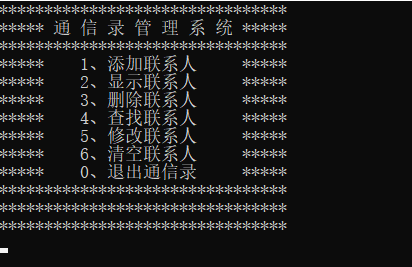 ********************************
***** 通 信 录 管 理 系 统 *****
********************************
*****    1、添加联系人     *****
*****    2、显示联系人     *****
*****    3、删除联系人     *****
*****    4、查找联系人     *****
*****    5、修改联系人     *****
*****    6、清空联系人     *****
*****    0、退出通信录     *****
********************************
********************************
********************************